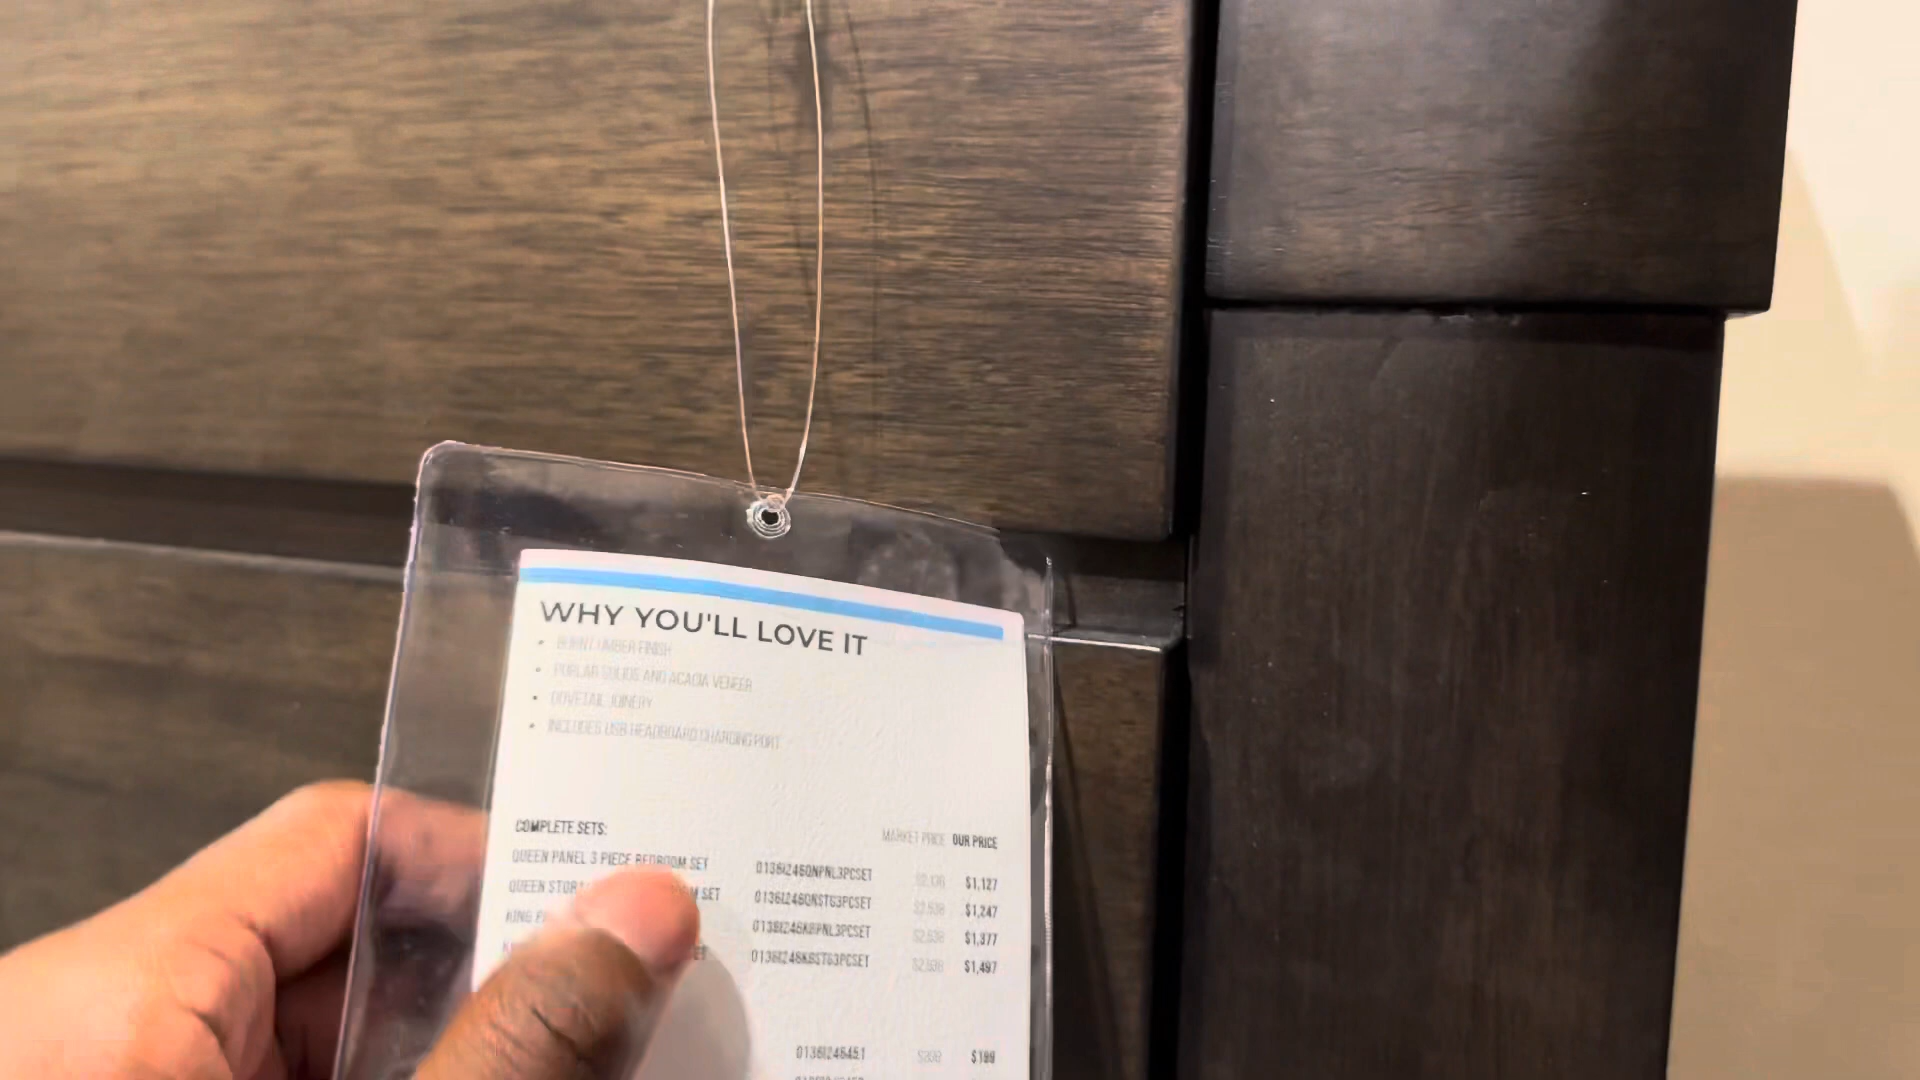 WHY YOU'LL LOVE IT
• BURNT UMBER FINISH
• POPLAR SOLIDS AND ACACIA VENEER
• DOVETAIL JOINERY
• INCLUDES USB HEADBOARD CHARGING PORT
COMPLETE SETS: MARKET PRICE OUR PRICE
QUEEN PANEL 3 PIECE BEDROOM SET 0136I246QNPNL3PCSET $1,127
QUEEN SET 0136I246QNSTG3PCSET $1,247
KING 0136I246KGPNL3PCSET $1,377
0136I246KGSTG3PCSET $1,497
0136I246451 $199